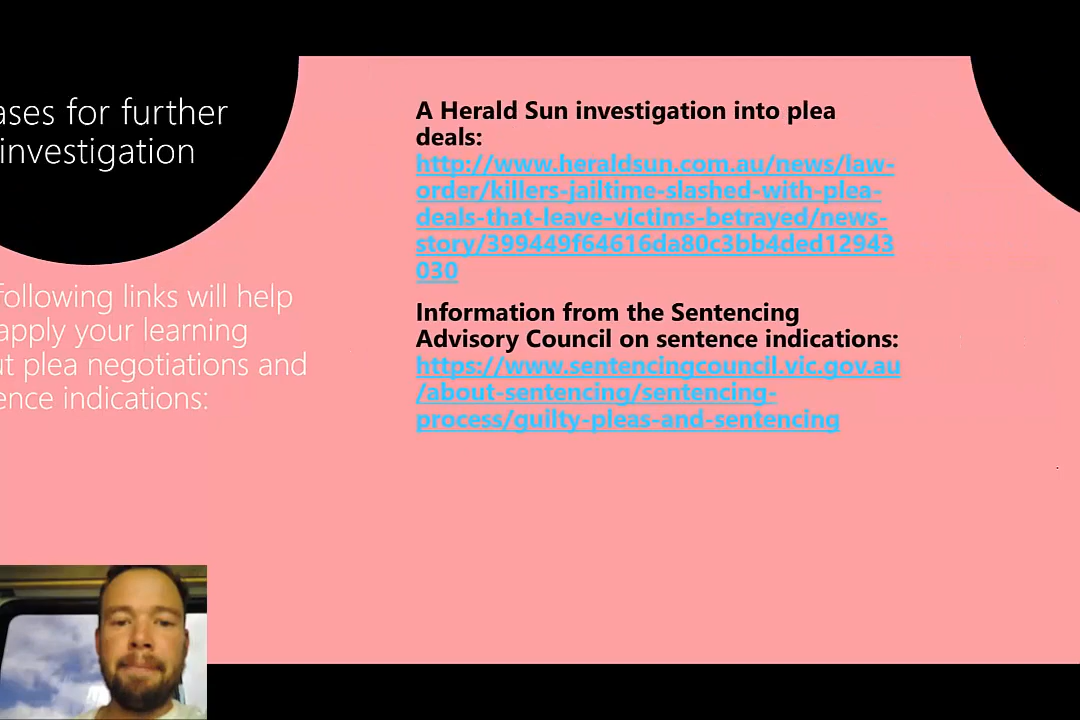 ases for further
investigation
following links will help
apply your learning
ut plea negotiations and
ence indications:
A Herald Sun investigation into plea
deals:
http://www.heraldsun.com.au/news/law-
order/killers-jailtime-slashed-with-plea-
deals-that-leave-victims-betrayed/news-
story/399449f64616da80c3bb4ded12943
030
Information from the Sentencing
Advisory Council on sentence indications:
https://www.sentencingcouncil.vic.gov.au
/about-sentencing/sentencing-
process/guilty-pleas-and-sentencing